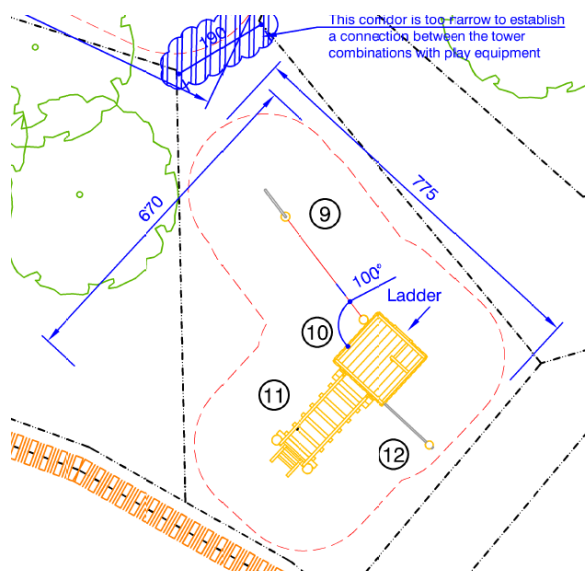 This corridor is too narrow to establish
a connection between the tower
combinations with play equipment
190
670
775
9
100°
Ladder
10
11
12